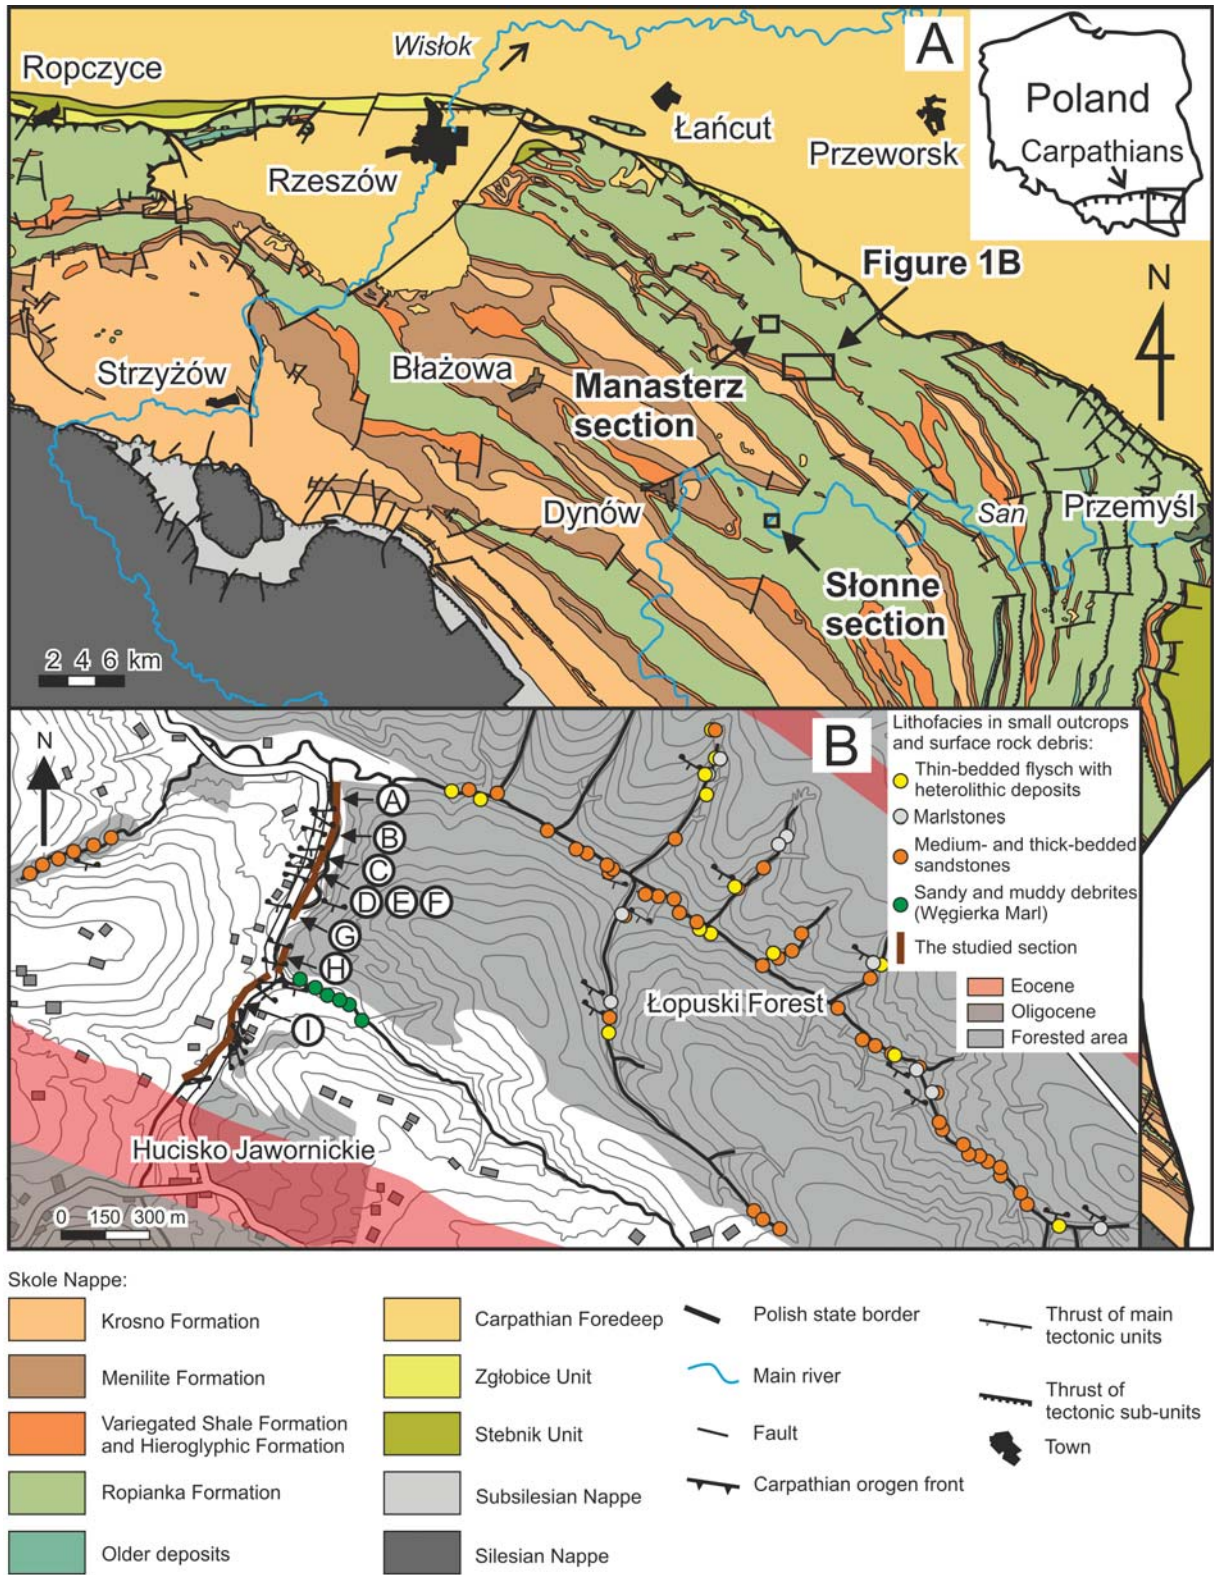 A
Wisłok
Ropczyce
Poland
Carpathians
Łańcut
Przeworsk
Rzeszów
Figure 1B
N
Strzyżów
Błażowa
Manasterz
section
Dynów
San
Przemyśl
Słonne
section
2 4 6 km
B
N
Lithofacies in small outcrops
and surface rock debris:
Thin-bedded flysch with
heterolithic deposits
Marlstones
Medium- and thick-bedded
sandstones
Sandy and muddy debrites
(Węgierka Marl)
The studied section
Eocene
Oligocene
Forested area
A
B
C
D E F
G
H
I
Łopuski Forest
Hucisko Jawornickie
0 150 300 m
Skole Nappe:
Krosno Formation
Menilite Formation
Variegated Shale Formation
and Hieroglyphic Formation
Ropianka Formation
Older deposits
Carpathian Foredeep
Zgłobice Unit
Stebnik Unit
Subsilesian Nappe
Silesian Nappe
Polish state border
Main river
Fault
Carpathian orogen front
Thrust of main
tectonic units
Thrust of
tectonic sub-units
Town